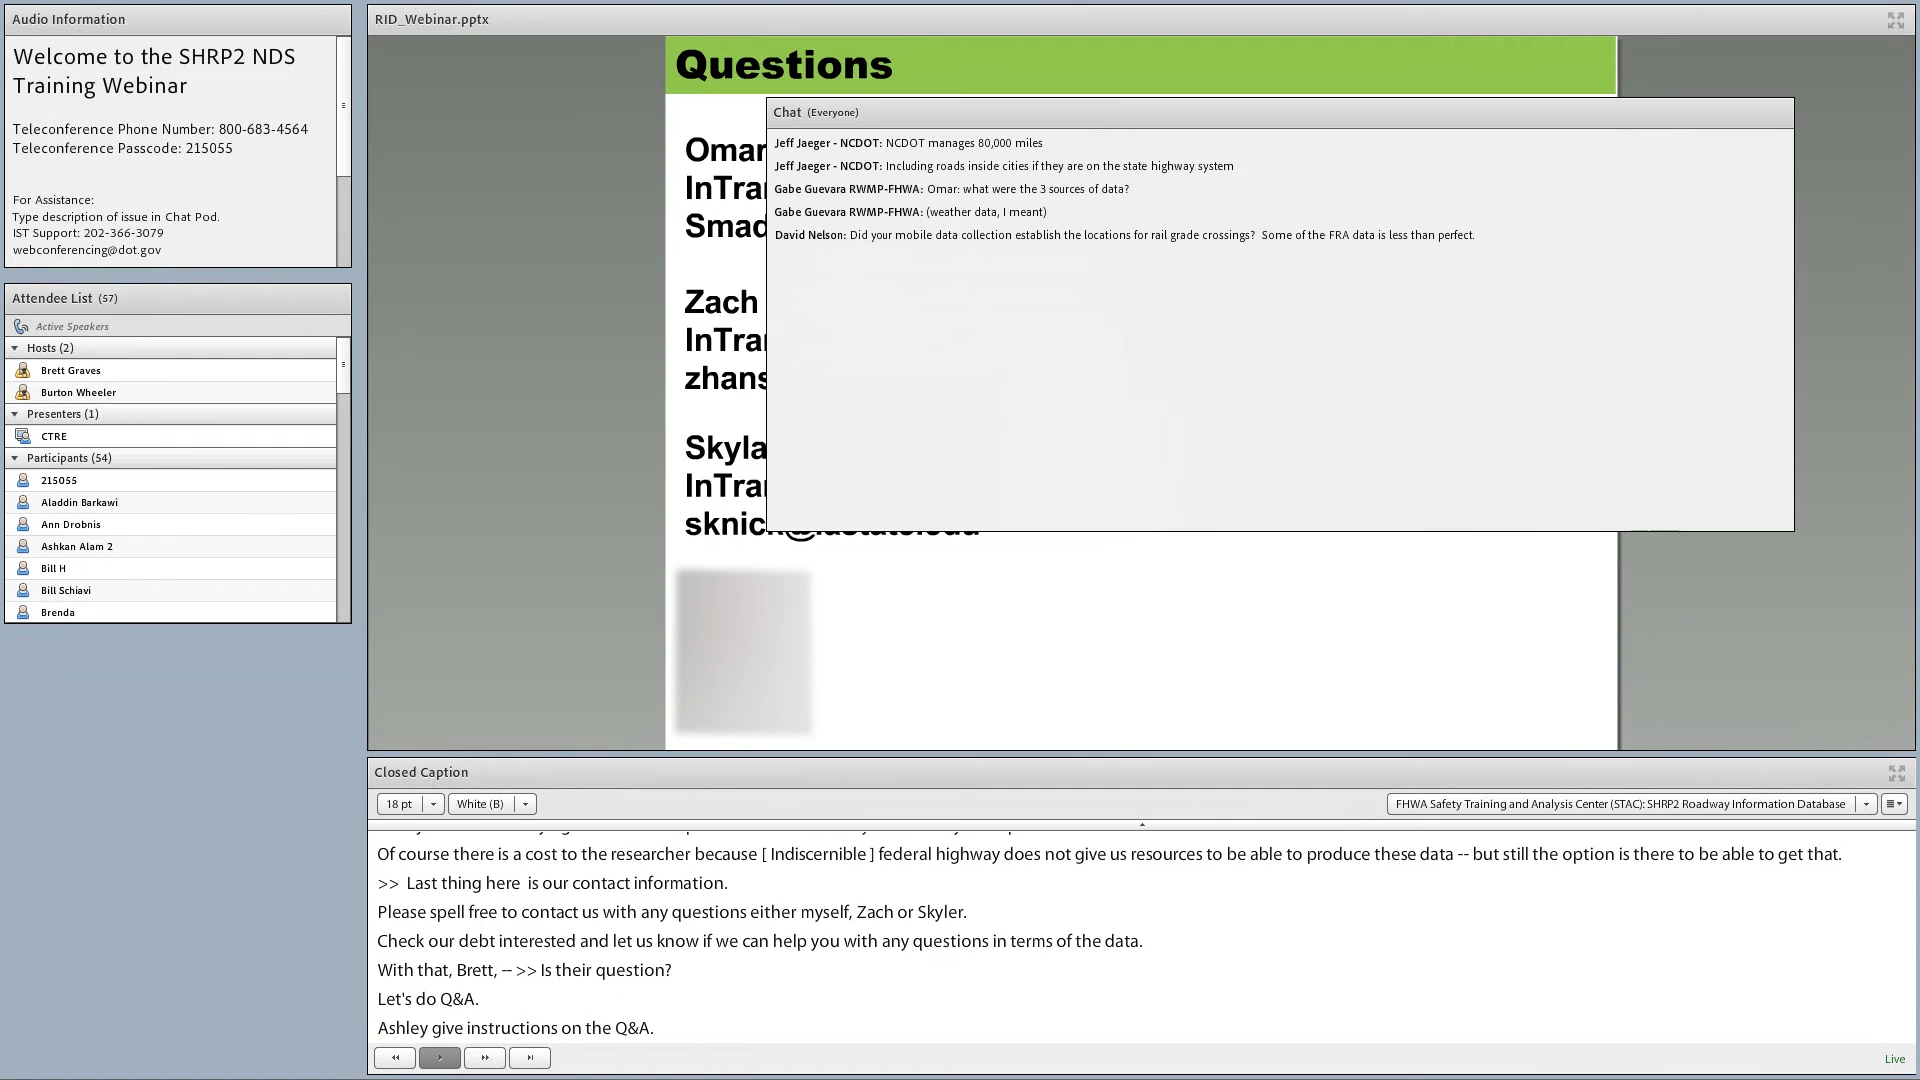 Audio Information
Welcome to the SHRP2 NDS
Training Webinar
Teleconference Phone Number: 800-683-4564
Teleconference Passcode: 215055
For Assistance:
Type description of issue in Chat Pod.
IST Support: 202-366-3079
webconferencing@dot.gov
Attendee List (57)
Active Speakers
Hosts (2)
Brett Graves
Burton Wheeler
Presenters (1)
CTRE
Participants (54)
215055
Aladdin Barkawi
Ann Drobnis
Ashkan Alam 2
Bill H
Bill Schiavi
Brenda
RID_Webinar.pptx
Questions
Omar
Zach
Chat (Everyone)
Jeff Jaeger - NCDOT: NCDOT manages 80,000 miles
Jeff Jaeger - NCDOT: Including roads inside cities if they are on the state highway system
Gabe Guevara RWMP-FHWA: Omar: what were the 3 sources of data?
Gabe Guevara RWMP-FHWA: (weather data, I meant)
David Nelson: Did your mobile data collection establish the locations for rail grade crossings? Some of the FRA data is less than perfect.
Closed Caption
18 pt
White (B)
FHWA Safety Training and Analysis Center (STAC): SHRP2 Roadway Information Database
Of course there is a cost to the researcher because [ Indiscernible ] federal highway does not give us resources to be able to produce these data -- but still the option is there to be able to get that.
>> Last thing here is our contact information.
Please spell free to contact us with any questions either myself, Zach or Skyler.
Check our debt interested and let us know if we can help you with any questions in terms of the data.
With that, Brett, -- >> Is their question?
Let's do Q&A.
Ashley give instructions on the Q&A.
Live